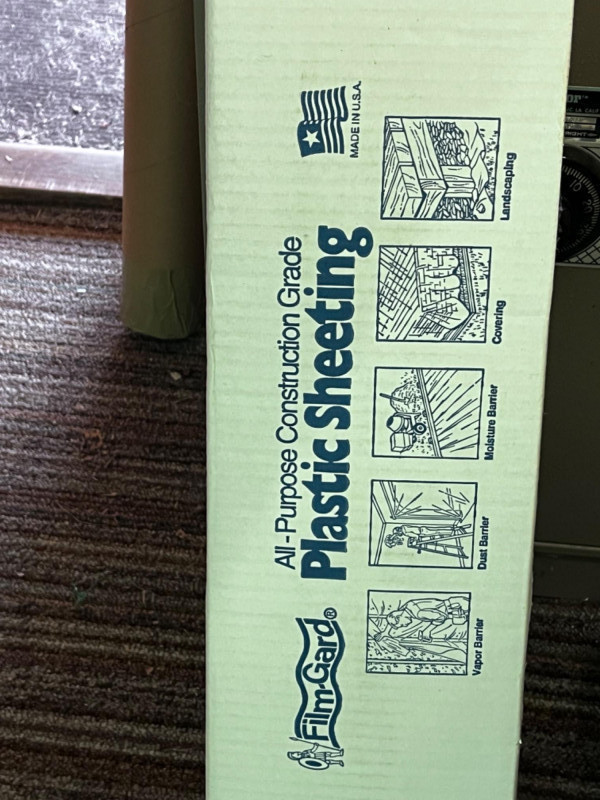 Film-Gard®
All-Purpose Construction Grade
Plastic Sheeting
MADE IN U.S.A.
Vapor Barrier
Dust Barrier
Moisture Barrier
Covering
Landscaping